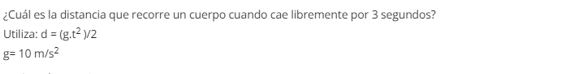 ¿Cuál es la distancia que recorre un cuerpo cuando cae libremente por 3 segundos?
Utiliza: d = (g.t² )/2
g= 10 m/s²